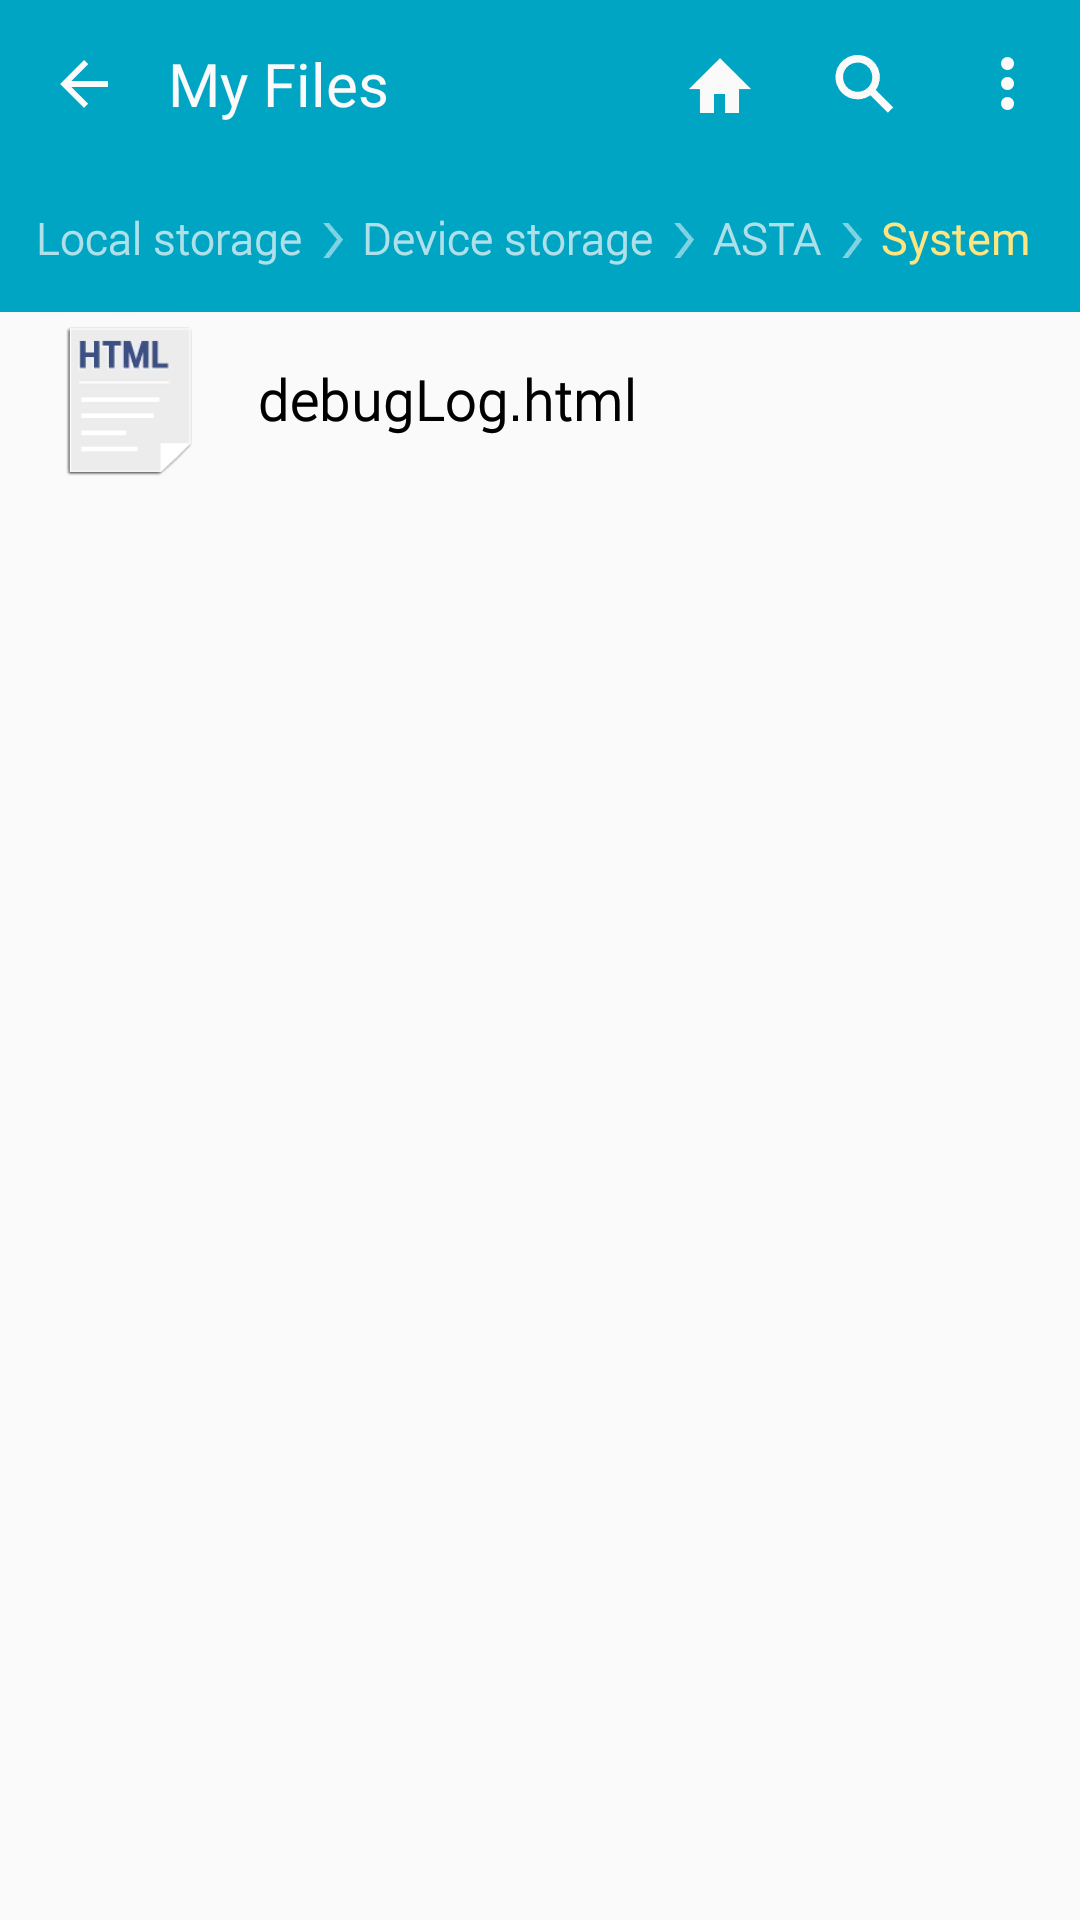 My Files
Local storage > Device storage > ASTA > System
HTML
debugLog.html